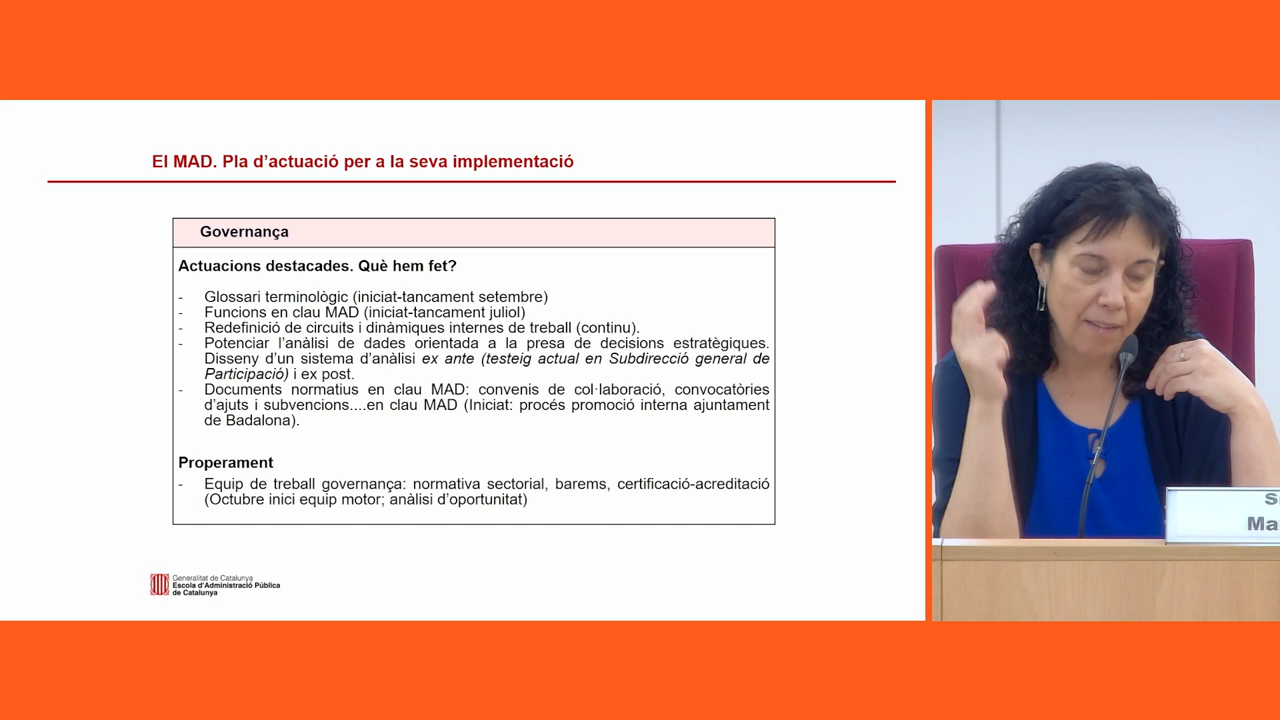 El MAD. Pla d’actuació per a la seva implementació
Governança
Actuacions destacades. Què hem fet?
- Glossari terminològic (iniciat-tancament setembre)
- Funcions en clau MAD (iniciat-tancament juliol)
- Redefinició de circuits i dinàmiques internes de treball (continu).
- Potenciar l’anàlisi de dades orientada a la presa de decisions estratègiques.
Disseny d’un sistema d’anàlisi ex ante (testeig actual en Subdirecció general de
Participació) i ex post.
- Documents normatius en clau MAD: convenis de col·laboració, convocatòries
d’ajuts i subvencions....en clau MAD (Iniciat: procés promoció interna ajuntament
de Badalona).
Properament
- Equip de treball governança: normativa sectorial, barems, certificació-acreditació
(Octubre inici equip motor; anàlisi d’oportunitat)
Generalitat de Catalunya
Escola d’Administració Pública
de Catalunya
Ma